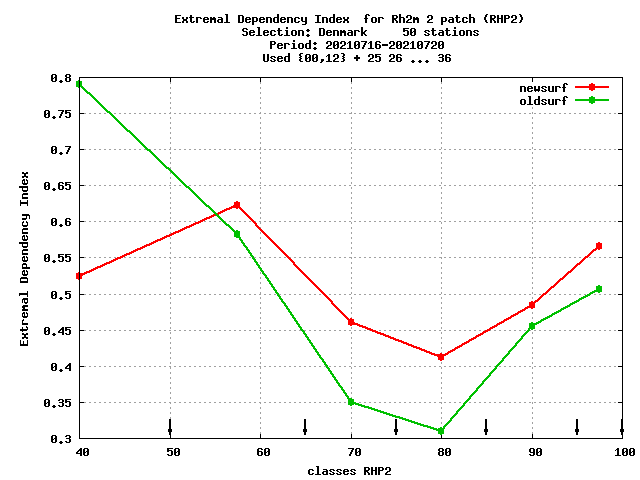 Extremal Dependency Index  for Rh2m 2 patch (RHP2)
Selection: Denmark     50 stations
Period: 20210716-20210720
Used {00,12} + 25 26 ... 36
newsurf
oldsurf
0.8
0.75
0.7
0.65
0.6
0.55
0.5
0.45
0.4
0.35
0.3
Extremal Dependency Index
40 50 60 70 80 90 100
classes RHP2